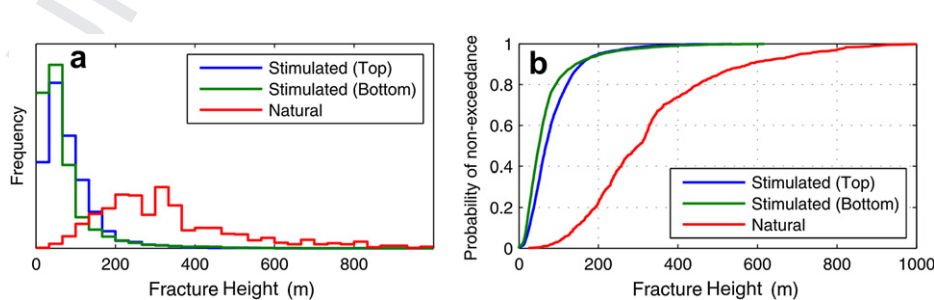 a
Stimulated (Top)
Stimulated (Bottom)
Natural
Frequency
0 200 400 600 800
Fracture Height (m)
b
Probability of non-exceedance
1
0.8
0.6
0.4
0.2
0
Stimulated (Top)
Stimulated (Bottom)
Natural
0 200 400 600 800 1000
Fracture Height (m)